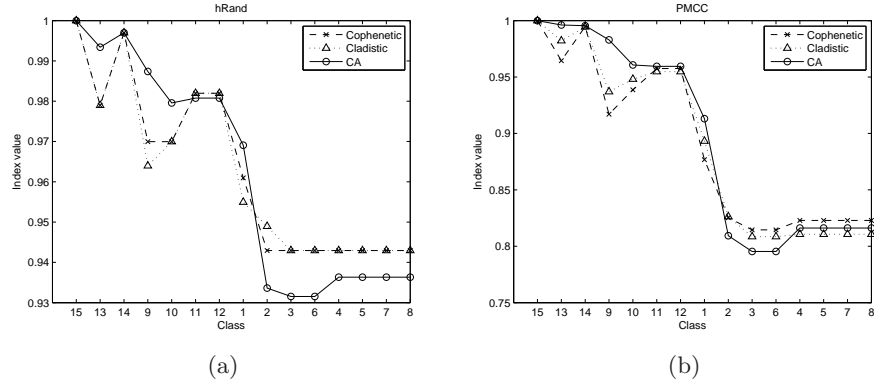 hRand
1
0.99
0.98
0.97
0.96
0.95
0.94
0.93
Index value
15 13 14 9 10 11 12 1 2 3 6 4 5 7 8
Class
Cophenetic
Cladistic
CA
(a)
PMCC
1
0.95
0.9
0.85
0.8
0.75
Index value
15 13 14 9 10 11 12 1 2 3 6 4 5 7 8
Class
Cophenetic
Cladistic
CA
(b)